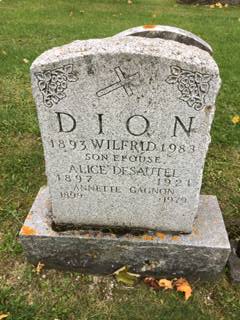 DION
1893 WILFRID 1983
SON EPOUSE
ALICE DESAUTEL
1897 1921
ANNETTE GAGNON
1899 1979